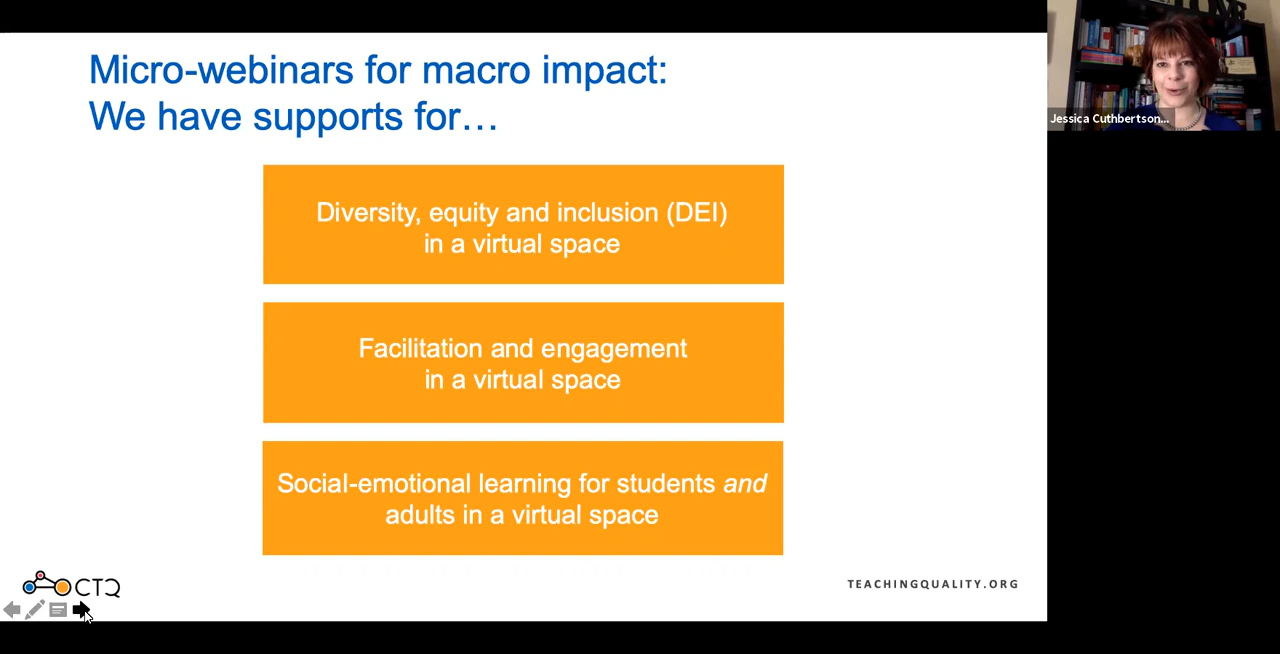 Micro-webinars for macro impact:
We have supports for…
Jessica Cuthbertson...
Diversity, equity and inclusion (DEI)
in a virtual space
Facilitation and engagement
in a virtual space
Social-emotional learning for students and
adults in a virtual space
CTQ
TEACHINGQUALITY.ORG